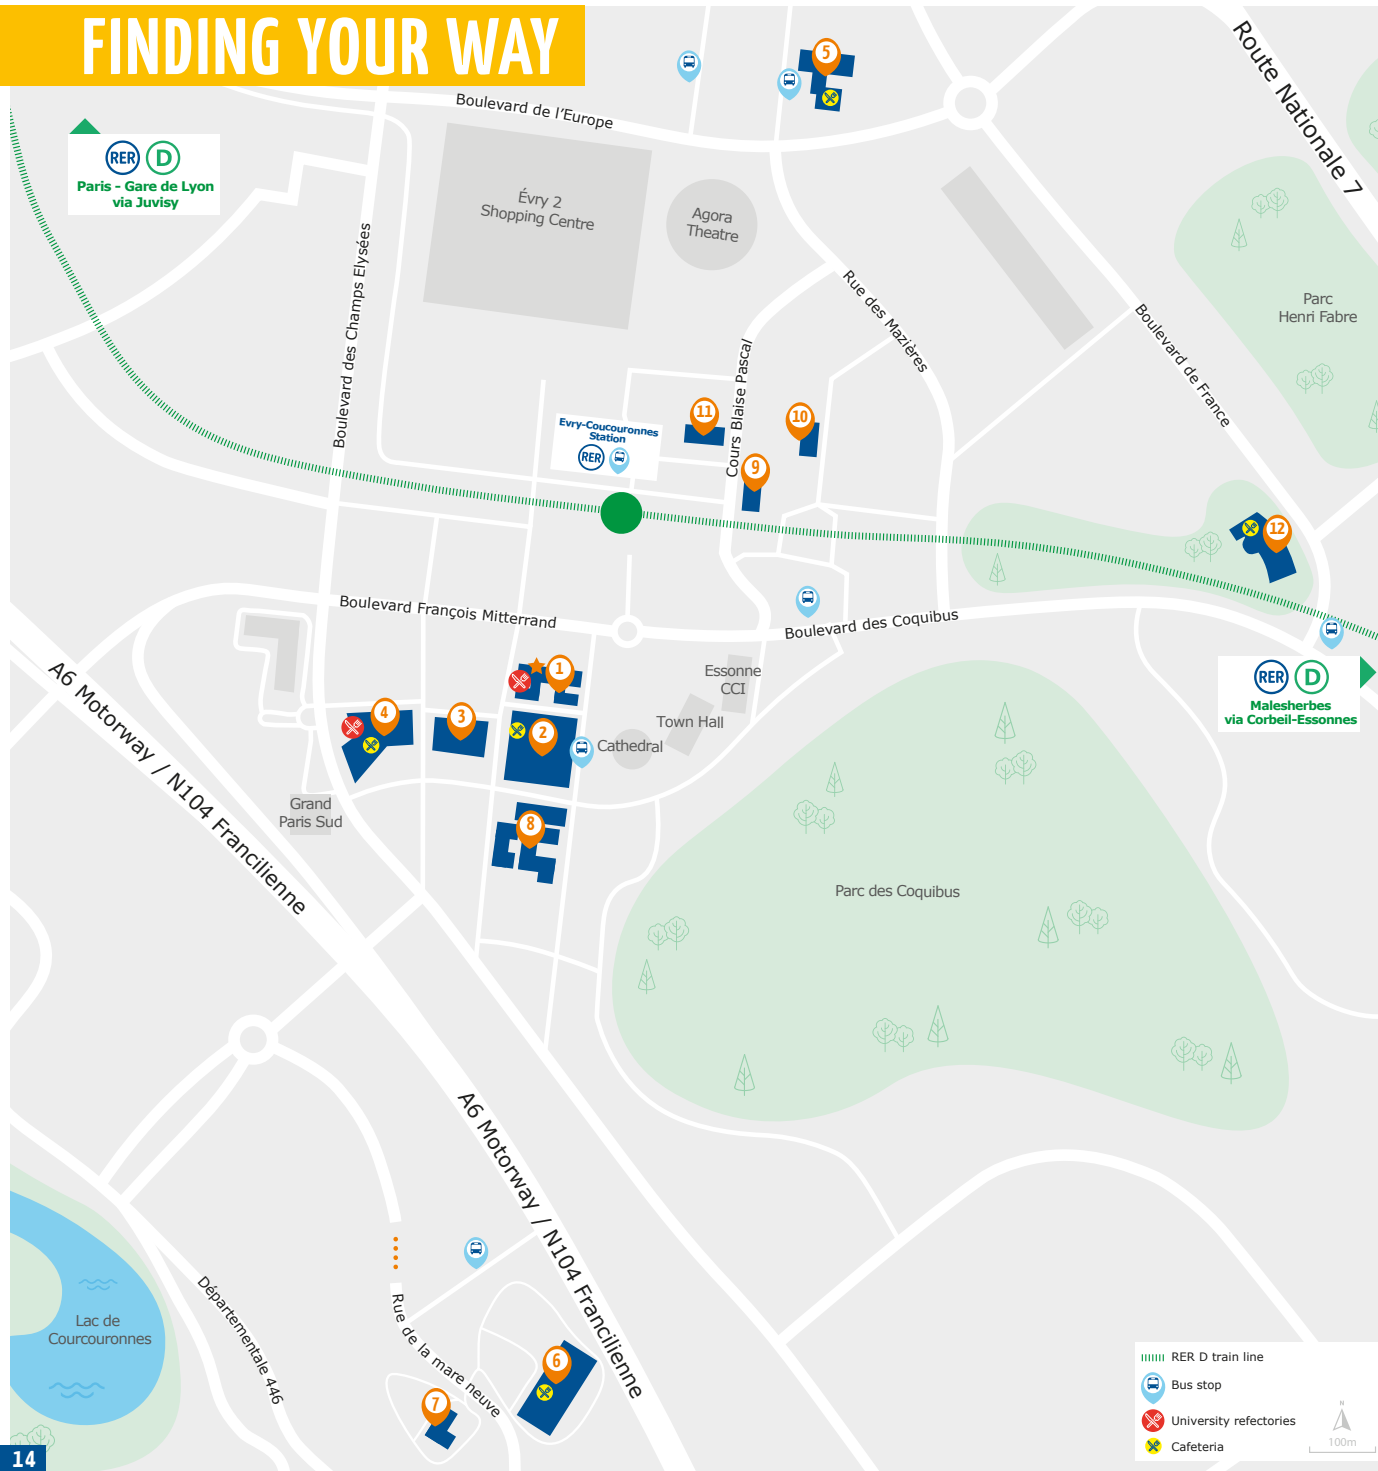 FINDING YOUR WAY
Route Nationale 7
5
Boulevard de l'Europe
RER D
Paris - Gare de Lyon
via Juvisy
Évry 2
Shopping Centre
Agora
Theatre
Boulevard des Champs Elysées
Rue des Mazières
Parc
Henri Fabre
Boulevard de France
Cours Blaise Pascal
11
10
9
Evry-Coucouronnes
Station
RER
12
Boulevard François Mitterrand
Boulevard des Coquibus
A6 Motorway / N104 Francilienne
1
Essonne
CCI
RER D
Malesherbes
via Corbeil-Essonnes
4
3
2
Town Hall
Cathedral
Grand
Paris Sud
8
Parc des Coquibus
A6 Motorway / N104 Francilienne
Lac de
Courcouronnes
Départementale 446
Rue de la mare neuve
6
7
RER D train line
Bus stop
University refectories
Cafeteria
N
100m
14